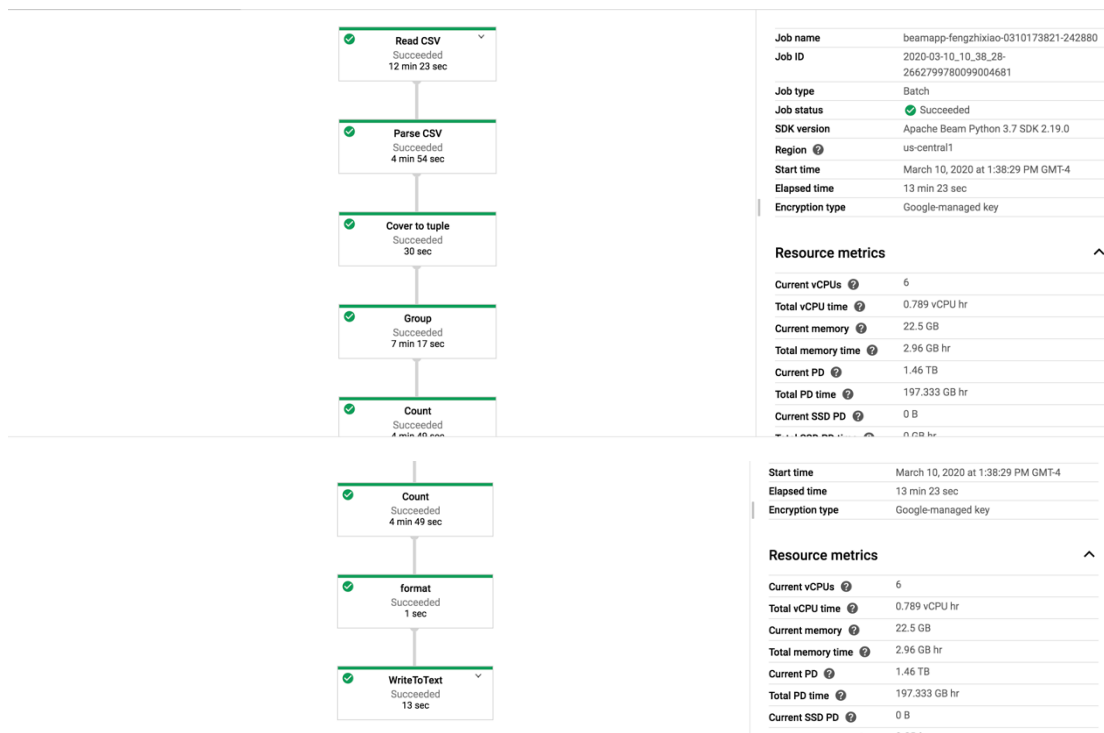 Read CSV
Succeeded
12 min 23 sec
Parse CSV
Succeeded
4 min 54 sec
Cover to tuple
Succeeded
30 sec
Group
Succeeded
7 min 17 sec
Count
Succeeded
4 min 49 sec
Job name beamapp-fengzhixiao-0310173821-242880
Job ID 2020-03-10_10_38_28-
2662799780099004681
Job type Batch
Job status Succeeded
SDK version Apache Beam Python 3.7 SDK 2.19.0
Region us-central1
Start time March 10, 2020 at 1:38:29 PM GMT-4
Elapsed time 13 min 23 sec
Encryption type Google-managed key
Resource metrics
Current vCPUs 6
Total vCPU time 0.789 vCPU hr
Current memory 22.5 GB
Total memory time 2.96 GB hr
Current PD 1.46 TB
Total PD time 197.333 GB hr
Current SSD PD 0 B
Total SSD PD time 0 GB hr
Count
Succeeded
4 min 49 sec
format
Succeeded
1 sec
WriteToText
Succeeded
13 sec
Start time March 10, 2020 at 1:38:29 PM GMT-4
Elapsed time 13 min 23 sec
Encryption type Google-managed key
Resource metrics
Current vCPUs 6
Total vCPU time 0.789 vCPU hr
Current memory 22.5 GB
Total memory time 2.96 GB hr
Current PD 1.46 TB
Total PD time 197.333 GB hr
Current SSD PD 0 B